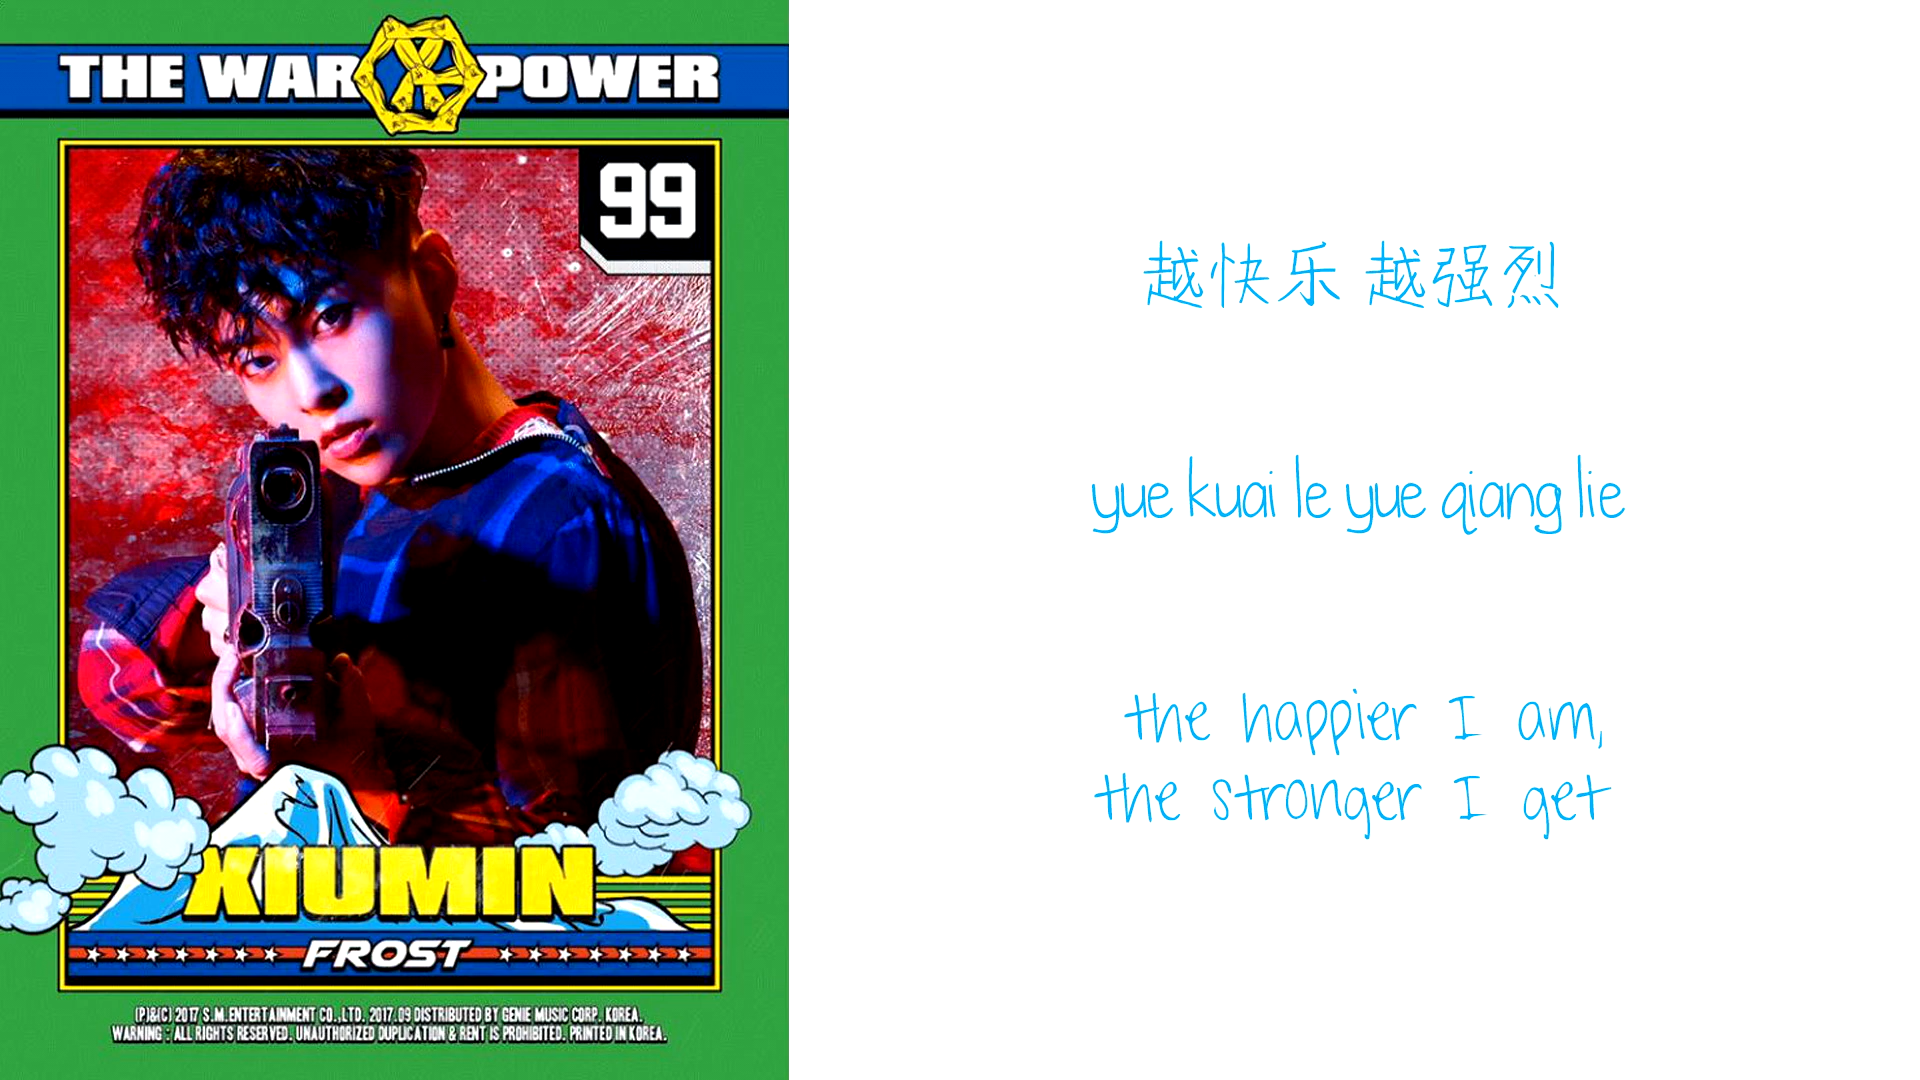 THE WAR POWER
99
XIUMIN
FROST
(P)&(C) 2017 S.M.ENTERTAINMENT CO.,LTD. 2017.09 DISTRIBUTED BY GENIE MUSIC CORP. KOREA.
WARNING : ALL RIGHTS RESERVED. UNAUTHORIZED DUPLICATION & RENT IS PROHIBITED. PRINTED IN KOREA.
越快乐 越强烈
yue kuai le yue qiang lie
the happier I am,
the stronger I get